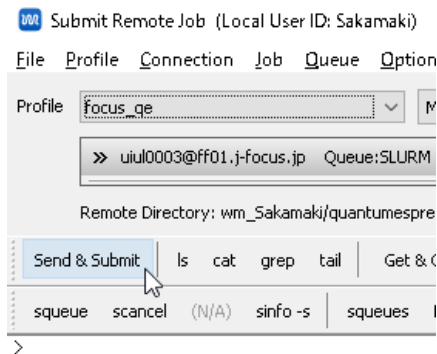 Submit Remote Job (Local User ID: Sakamaki)
File Profile Connection Job Queue Option
Profile focus_qe M
>> uiul0003@ff01.j-focus.jp Queue:SLURM
Remote Directory: wm_Sakamaki/quantumespre
Send & Submit ls cat grep tail Get &
squeue scancel (N/A) sinfo -s squeues
>